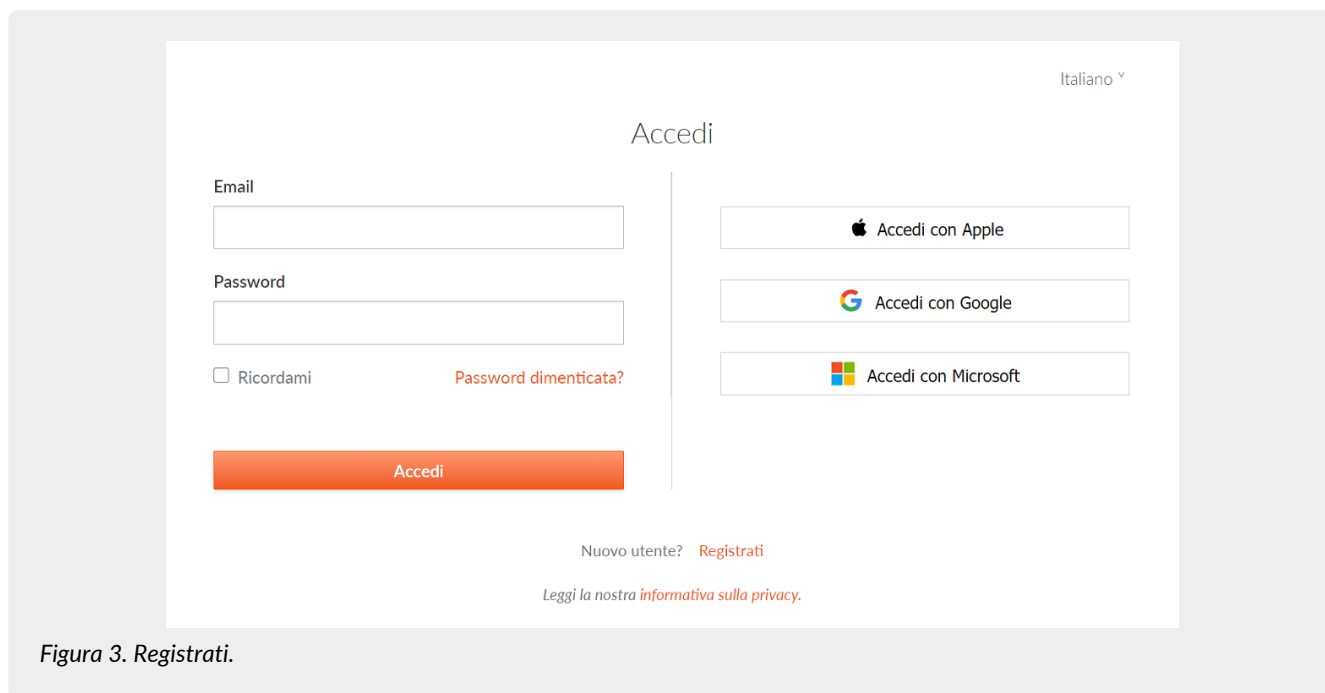 Italiano ˅
Accedi
Email
Password
Ricordami Password dimenticata?
Accedi
Accedi con Apple
Accedi con Google
Accedi con Microsoft
Nuovo utente? Registrati
Leggi la nostra informativa sulla privacy.
Figura 3. Registrati.